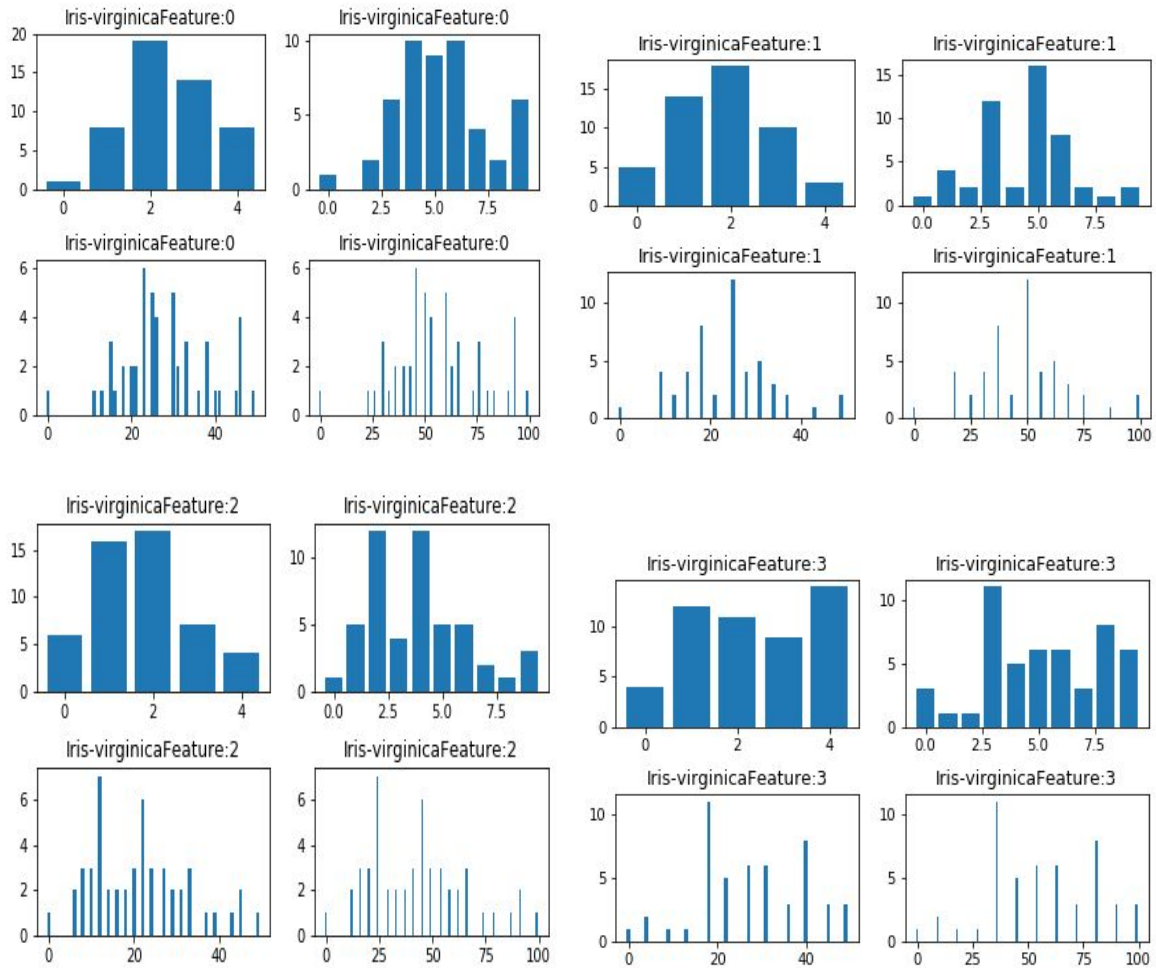 Iris-virginicaFeature:0
20
15
10
5
0
0 2 4
Iris-virginicaFeature:0
10
5
0
0.0 2.5 5.0 7.5
Iris-virginicaFeature:0
6
4
2
0
0 20 40
Iris-virginicaFeature:0
6
4
2
0
0 25 50 75 100
Iris-virginicaFeature:1
15
10
5
0
0 2 4
Iris-virginicaFeature:1
15
10
5
0
0.0 2.5 5.0 7.5
Iris-virginicaFeature:1
10
5
0
0 20 40
Iris-virginicaFeature:1
10
5
0
0 25 50 75 100
Iris-virginicaFeature:2
15
10
5
0
0 2 4
Iris-virginicaFeature:2
10
5
0
0.0 2.5 5.0 7.5
Iris-virginicaFeature:2
6
4
2
0
0 20 40
Iris-virginicaFeature:2
6
4
2
0
0 25 50 75 100
Iris-virginicaFeature:3
10
5
0
0 2 4
Iris-virginicaFeature:3
10
5
0
0.0 2.5 5.0 7.5
Iris-virginicaFeature:3
10
5
0
0 20 40
Iris-virginicaFeature:3
10
5
0
0 25 50 75 100